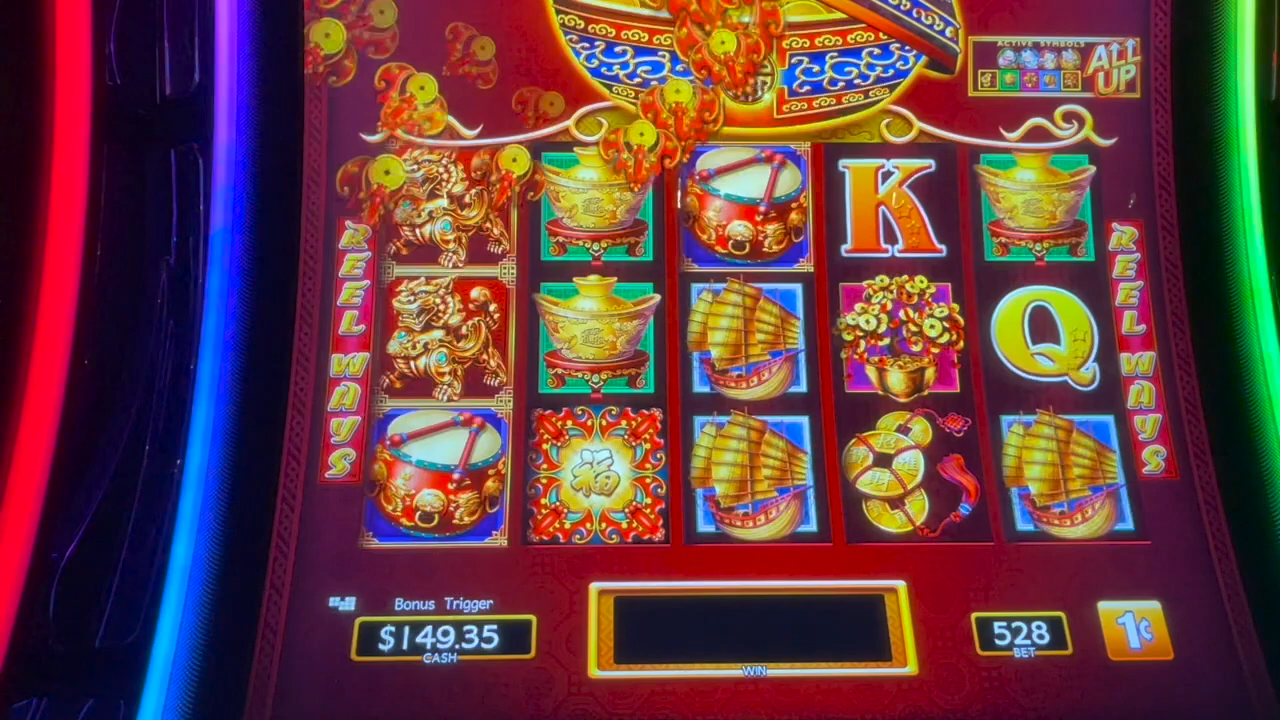 ACTIVE SYMBOLS
ALL UP
K
REEL WAYS
REEL WAYS
Q
福
Bonus Trigger
$149.35
CASH
WIN
528
BET
1¢